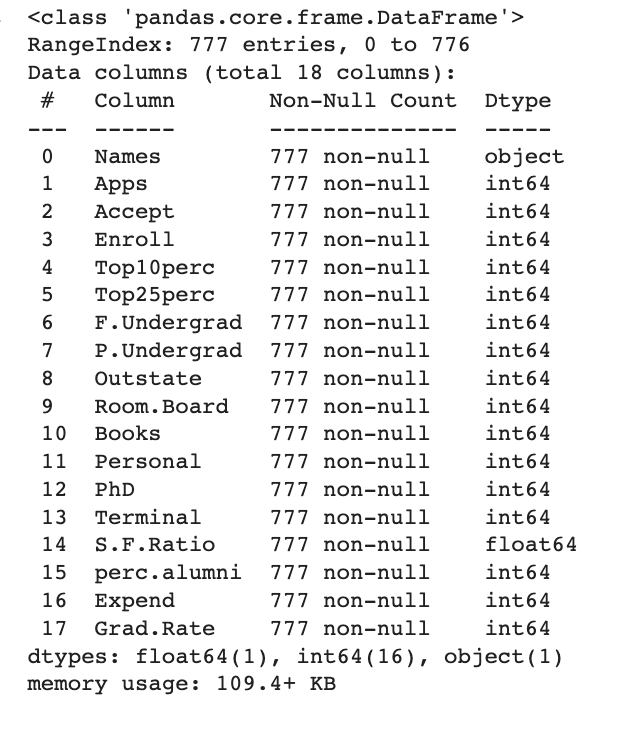 <class 'pandas.core.frame.DataFrame'>
RangeIndex: 777 entries, 0 to 776
Data columns (total 18 columns):
 #   Column       Non-Null Count  Dtype
---  ------       --------------  -----
 0   Names        777 non-null    object
 1   Apps         777 non-null    int64
 2   Accept       777 non-null    int64
 3   Enroll       777 non-null    int64
 4   Top10perc    777 non-null    int64
 5   Top25perc    777 non-null    int64
 6   F.Undergrad  777 non-null    int64
 7   P.Undergrad  777 non-null    int64
 8   Outstate     777 non-null    int64
 9   Room.Board   777 non-null    int64
 10  Books        777 non-null    int64
 11  Personal     777 non-null    int64
 12  PhD          777 non-null    int64
 13  Terminal     777 non-null    int64
 14  S.F.Ratio    777 non-null    float64
 15  perc.alumni  777 non-null    int64
 16  Expend       777 non-null    int64
 17  Grad.Rate    777 non-null    int64
dtypes: float64(1), int64(16), object(1)
memory usage: 109.4+ KB